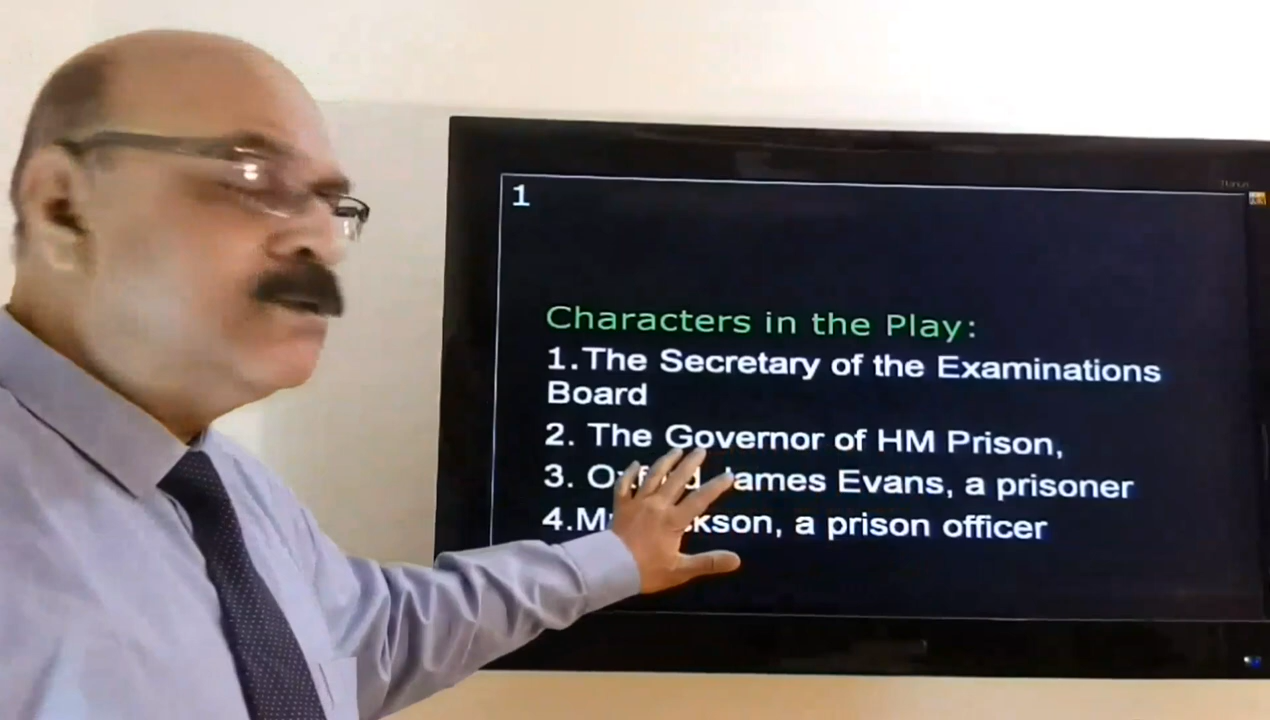 1
Characters in the Play:
1.The Secretary of the Examinations
Board
2. The Governor of HM Prison,
3. James Evans, a prisoner
4. a prison officer